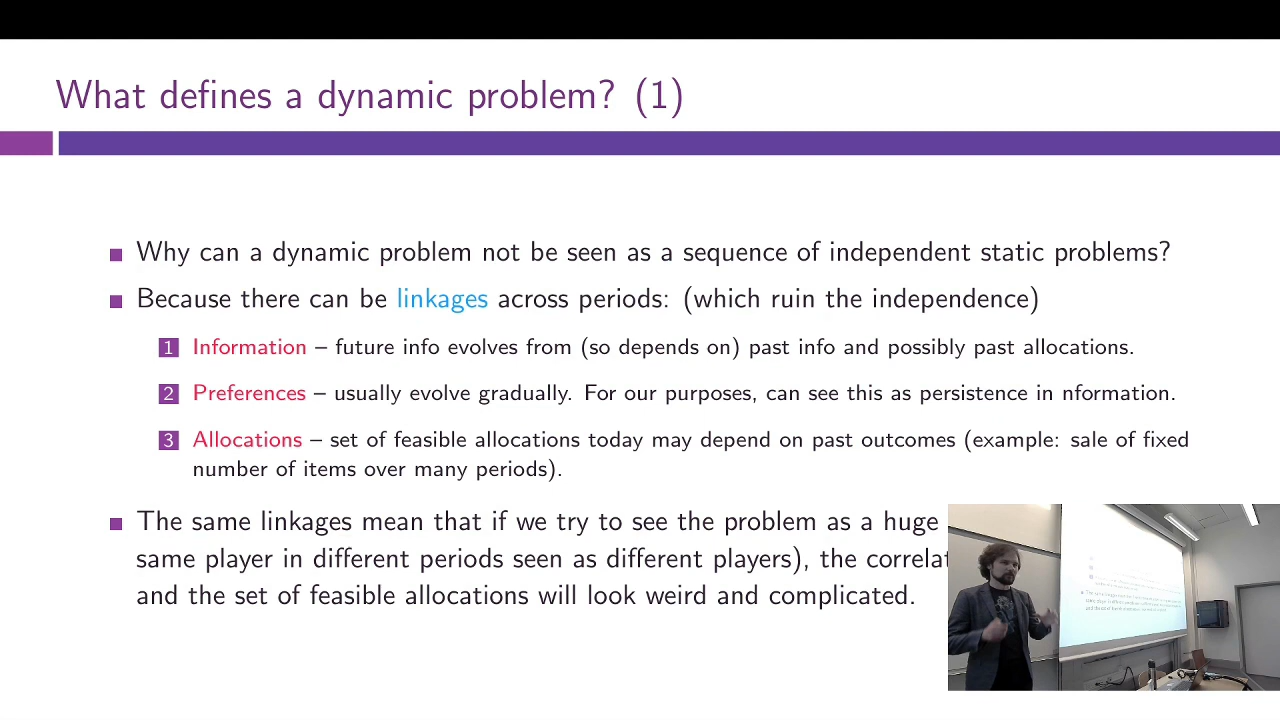 What defines a dynamic problem? (1)
Why can a dynamic problem not be seen as a sequence of independent static problems?
Because there can be linkages across periods: (which ruin the independence)
1 Information – future info evolves from (so depends on) past info and possibly past allocations.
2 Preferences – usually evolve gradually. For our purposes, can see this as persistence in nformation.
3 Allocations – set of feasible allocations today may depend on past outcomes (example: sale of fixed
number of items over many periods).
The same linkages mean that if we try to see the problem as a huge
same player in different periods seen as different players), the correlat
and the set of feasible allocations will look weird and complicated.